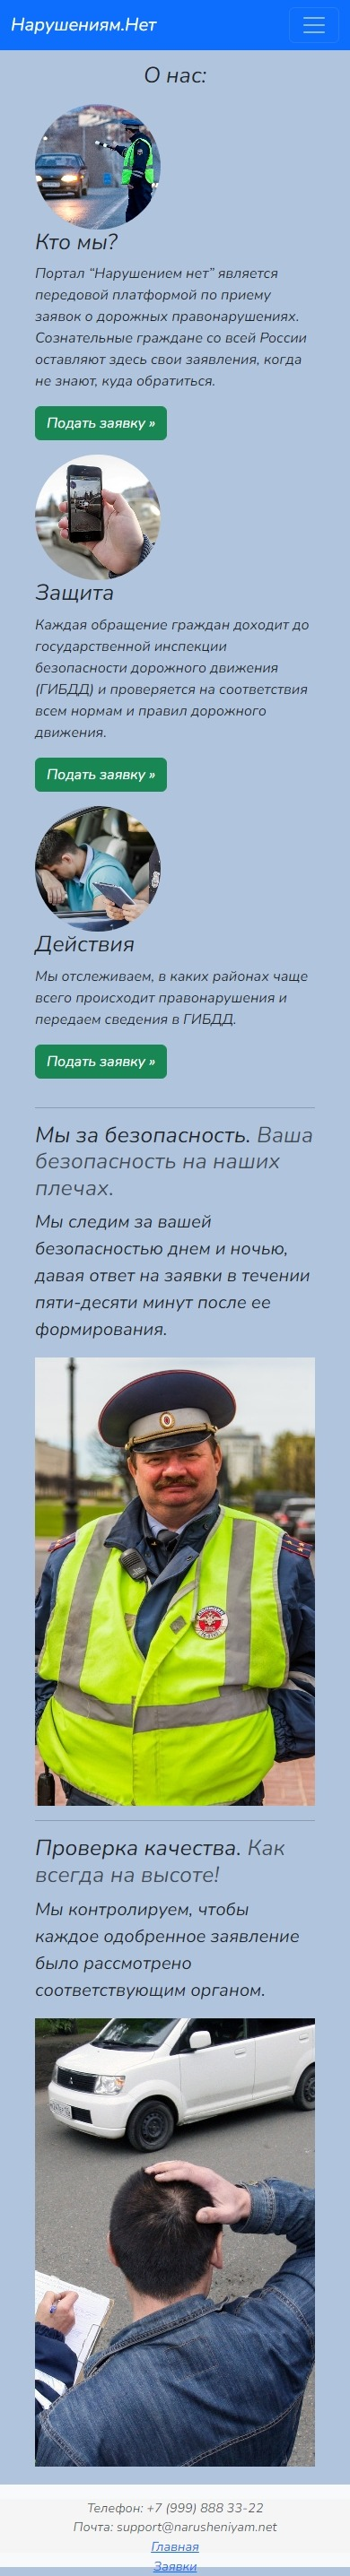 Нарушениям.Нет
О нас:
Кто мы?
Портал “Нарушением нет” является
передовой платформой по приему
заявок о дорожных правонарушениях.
Сознательные граждане со всей России
оставляют здесь свои заявления, когда
не знают, куда обратиться.
Подать заявку »
Защита
Каждая обращение граждан доходит до
государственной инспекции
безопасности дорожного движения
(ГИБДД) и проверяется на соответствия
всем нормам и правил дорожного
движения.
Подать заявку »
Действия
Мы отслеживаем, в каких районах чаще
всего происходит правонарушения и
передаем сведения в ГИБДД.
Подать заявку »
Мы за безопасность. Ваша
безопасность на наших
плечах.
Мы следим за вашей
безопасностью днем и ночью,
давая ответ на заявки в течении
пяти-десяти минут после ее
формирования.
Проверка качества. Как
всегда на высоте!
Мы контролируем, чтобы
каждое одобренное заявление
было рассмотрено
соответствующим органом.
Телефон: +7 (999) 888 33-22
Почта: support@narusheniyam.net
Главная
Заявки